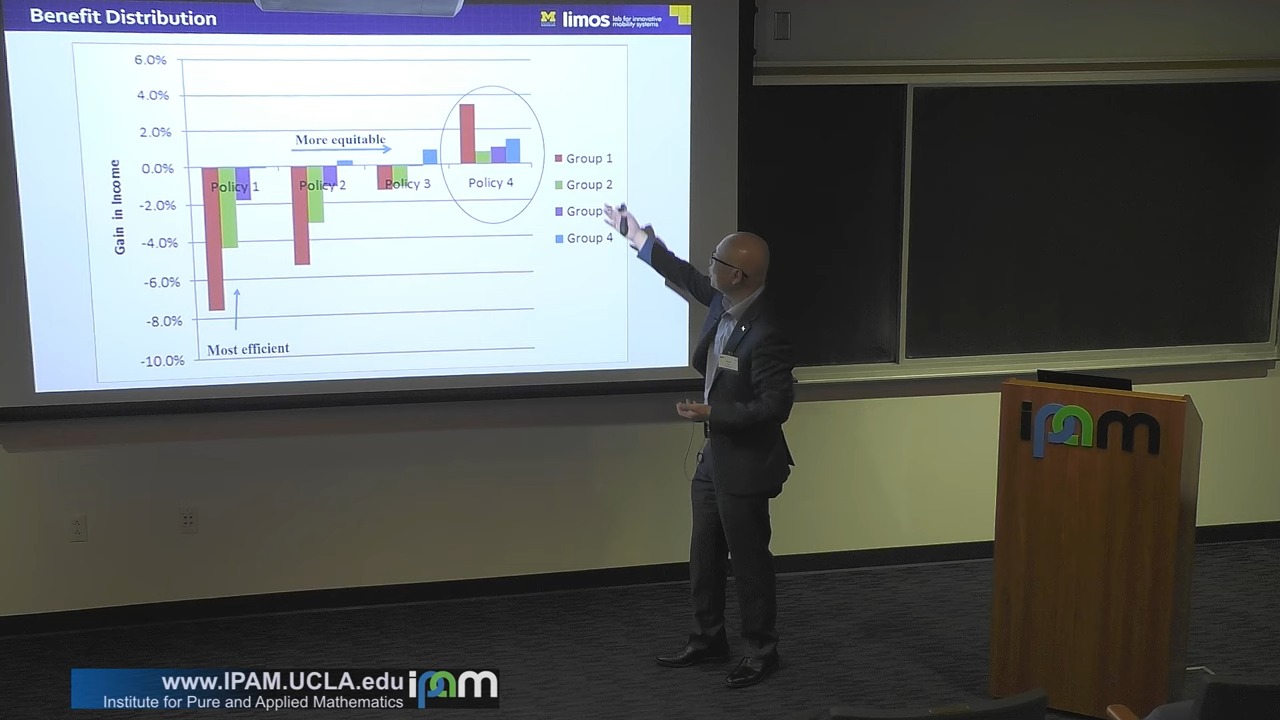 Benefit Distribution
limos lab for innovative
mobility systems
6.0%
4.0%
2.0%
0.0%
-2.0%
-4.0%
-6.0%
-8.0%
-10.0%
Gain in Income
More equitable
Policy 1
Policy 2
Policy 3
Policy 4
Most efficient
Group 1
Group 2
Group
Group 4
ipam
www.IPAM.UCLA.edu
Institute for Pure and Applied Mathematics
ipam